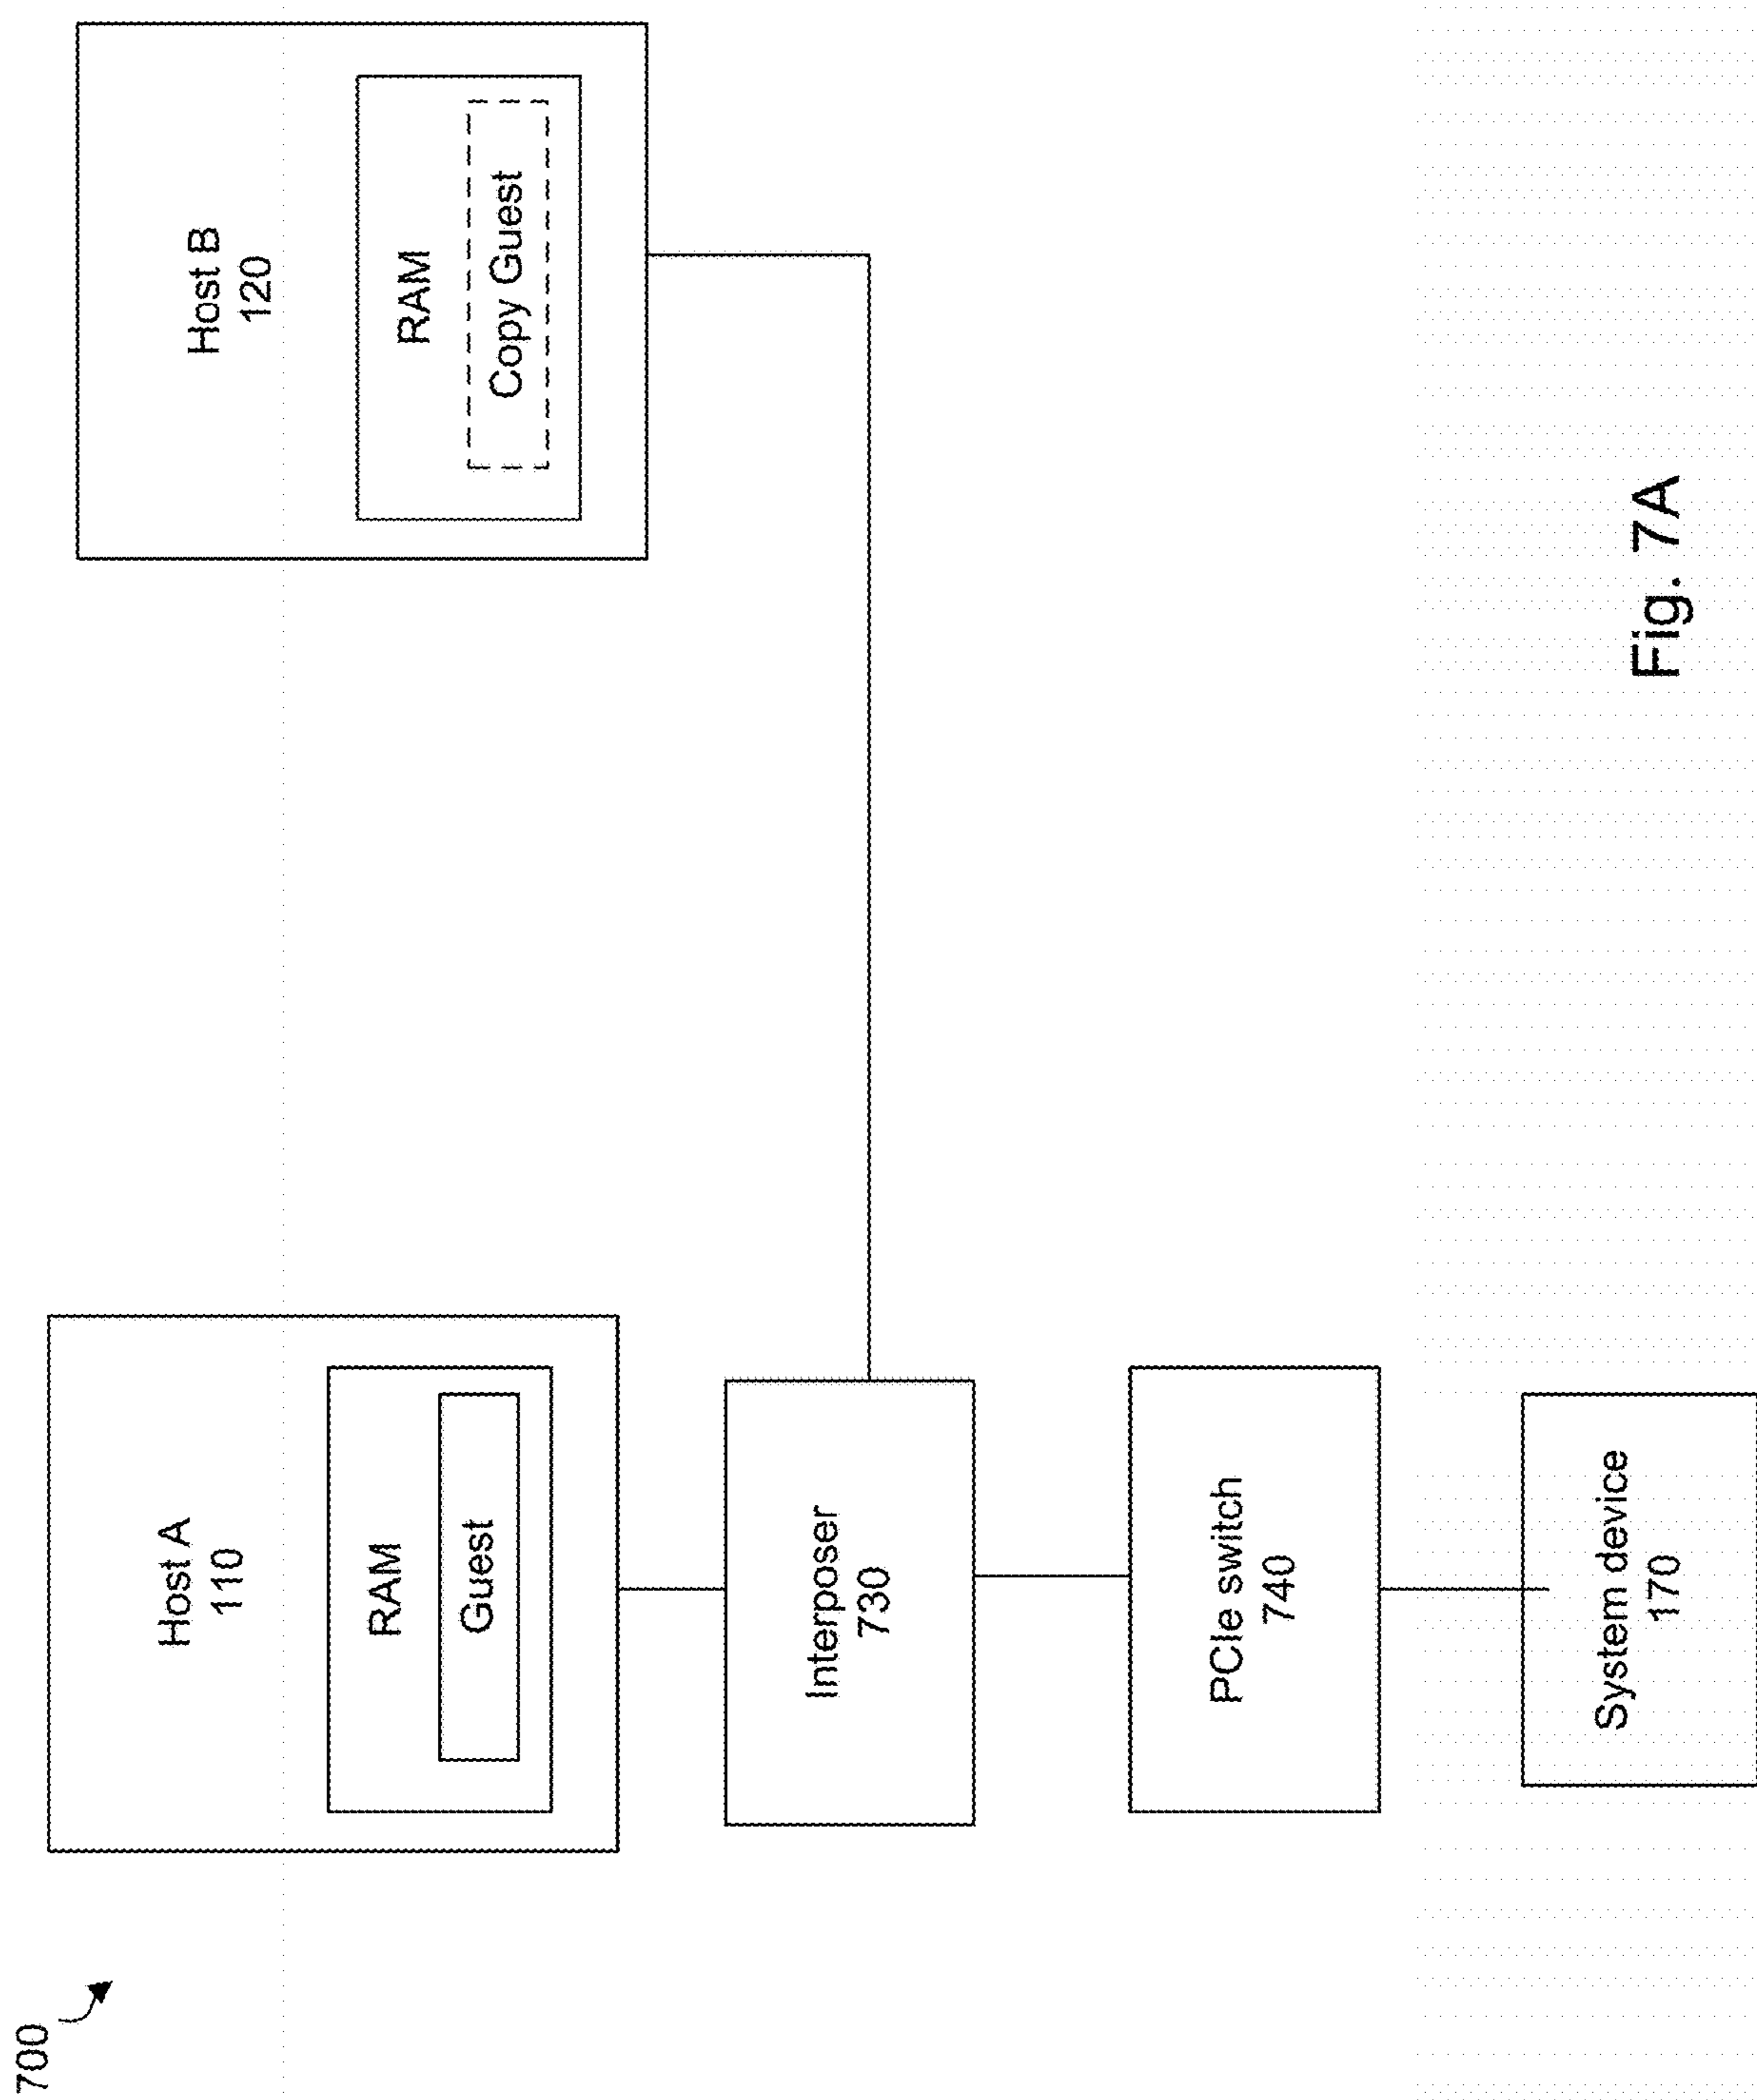 700
Host A
110
RAM
Guest
Host B
120
RAM
Copy Guest
Interposer
730
PCIe switch
740
System device
170
Fig. 7A